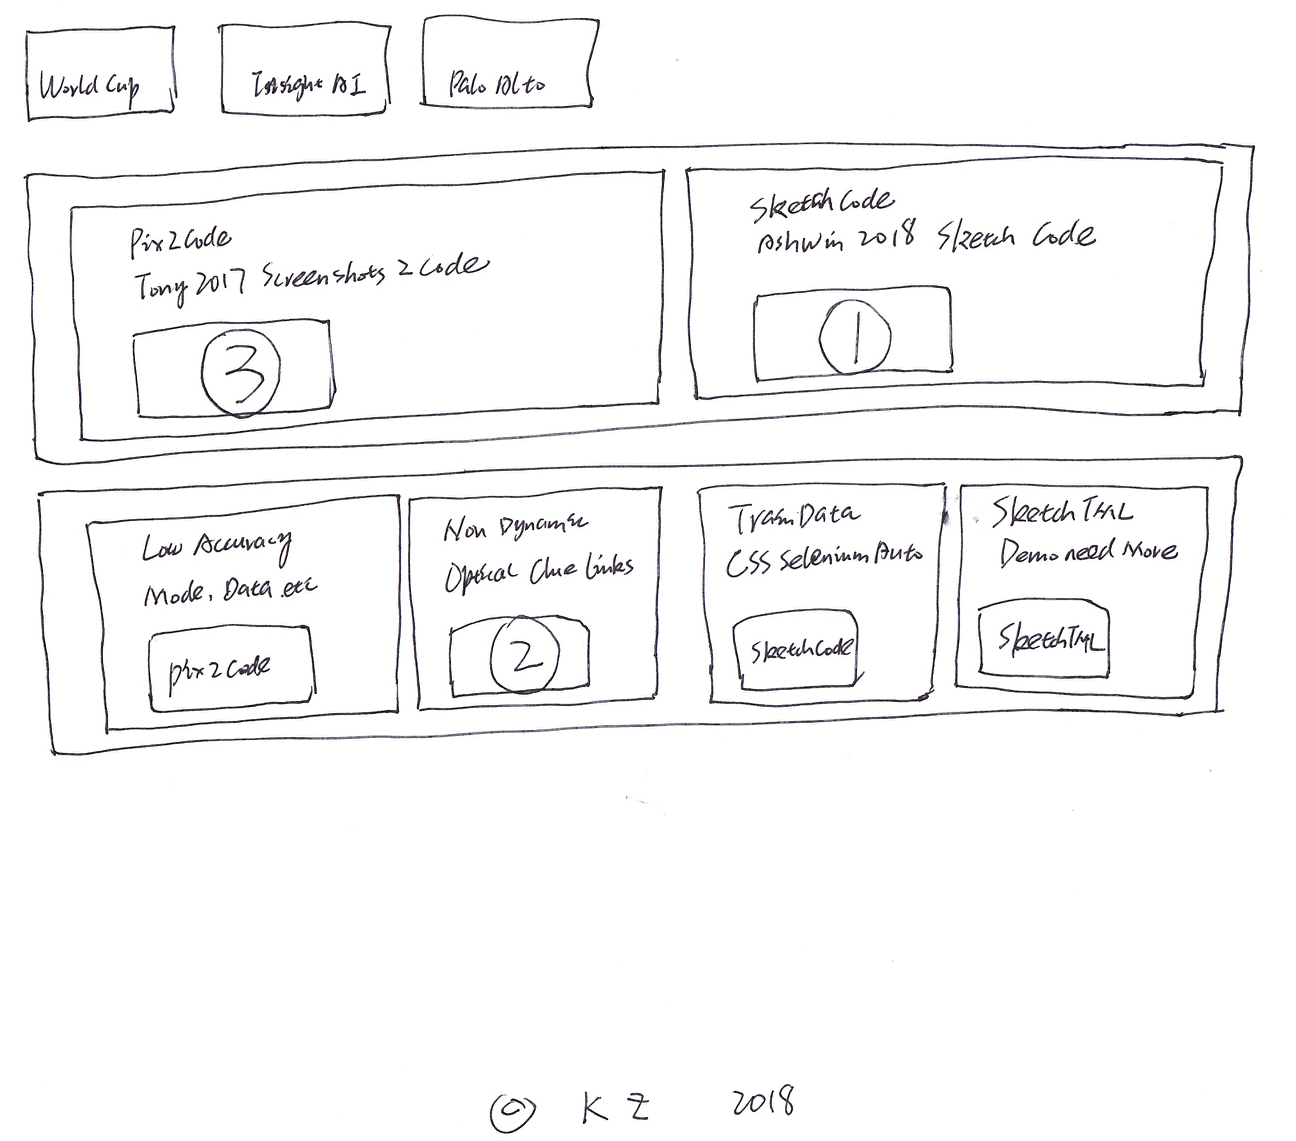 World Cup
Insight AI
Palo Alto
Pix2Code
Tony 2017 Screenshots 2 Code
3
SketchCode
Ashwin 2018 Sketch Code
1
Low Accuracy
Mode, Data.etc
pix2code
Non Dynamic
Optical Clue Links
2
Train Data
CSS Selenium Auto
SketchCode
SketchTML
Demo need More
SketchTML
© KZ 2018